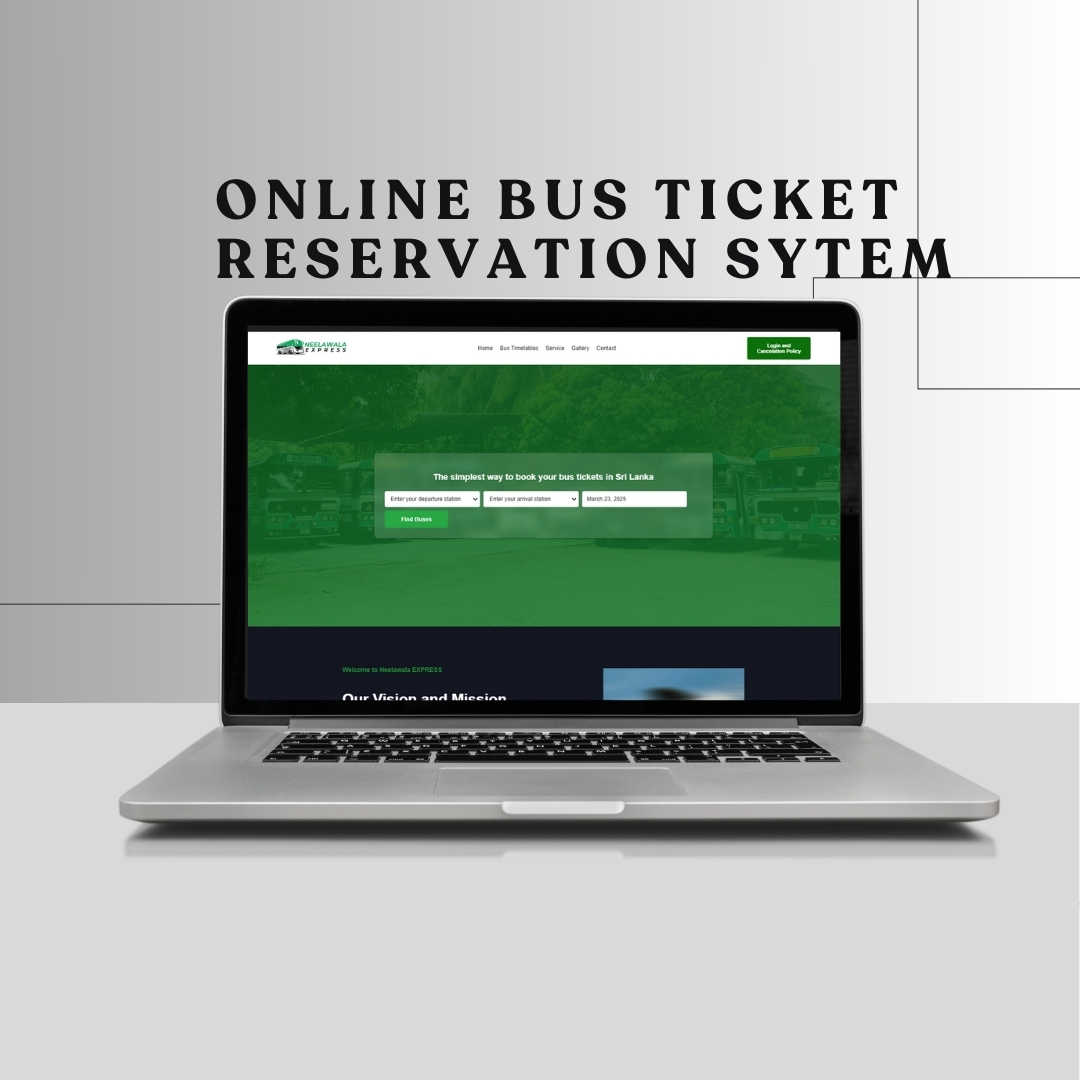 ONLINE BUS TICKET
RESERVATION SYTEM
NEELAWALA
EXPRESS
Home Bus Timetables Service Gallery Contact
Login and
Cancelation Policy
The simplest way to book your bus tickets in Sri Lanka
Enter your departure station Enter your arrival station March 23, 2025
Find Buses
Welcome to Neelawala EXPRESS
Our Vision and Mission